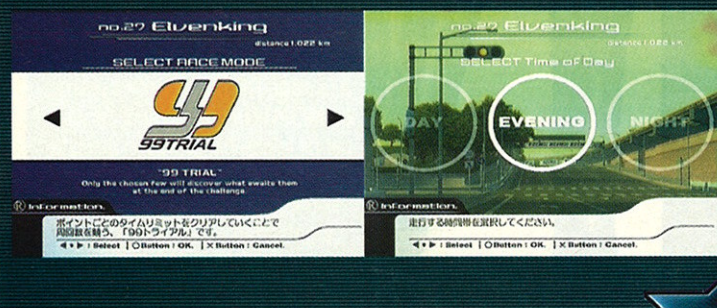 no.27 Elvenking
distance 1.022 km
SELECT RACE MODE
99
99TRIAL
"99 TRIAL"
Only the chosen few will discover what awaits them
at the end of the challenge.
Ⓡ Information.
ポイントごとのタイムリミットをクリアしていくことで
周回数を競う、「99トライアル」です。
◀ ▶ : Select | ○Button : OK. | X Button : Cancel.
no.27 Elvenking
distance 1.022 km
SELECT Time of Day
DAY
EVENING
NIGHT
Ⓡ Information.
走行する時間帯を選択してください。
◀ ▶ : Select | ○Button : OK. | X Button : Cancel.